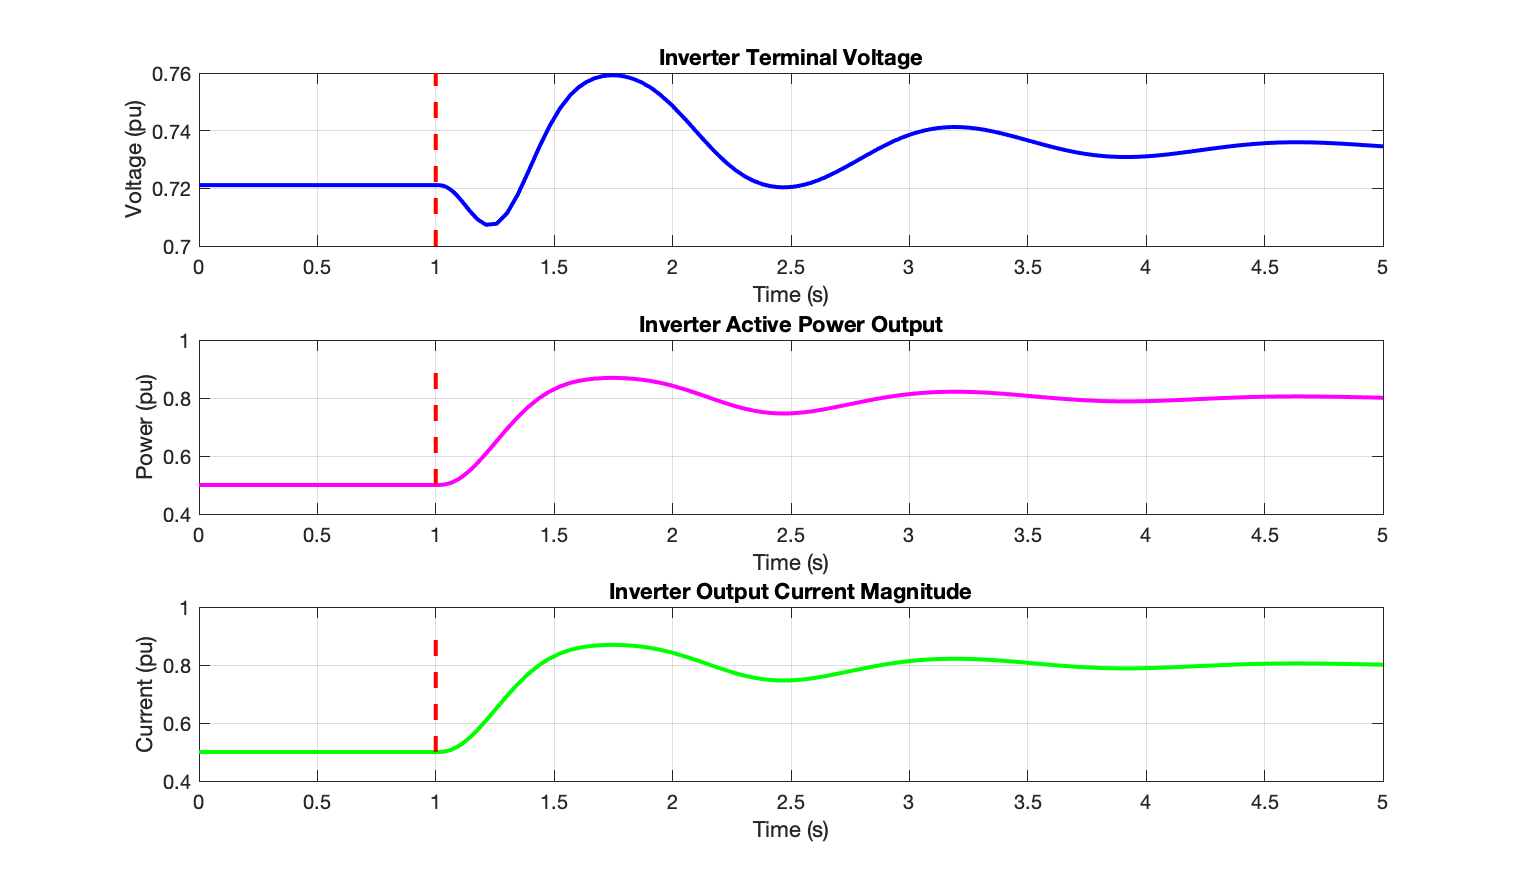 Inverter Terminal Voltage
Voltage (pu)
0.76
0.74
0.72
0.7
0 0.5 1 1.5 2 2.5 3 3.5 4 4.5 5
Time (s)
Inverter Active Power Output
Power (pu)
1
0.8
0.6
0.4
0 0.5 1 1.5 2 2.5 3 3.5 4 4.5 5
Time (s)
Inverter Output Current Magnitude
Current (pu)
1
0.8
0.6
0.4
0 0.5 1 1.5 2 2.5 3 3.5 4 4.5 5
Time (s)